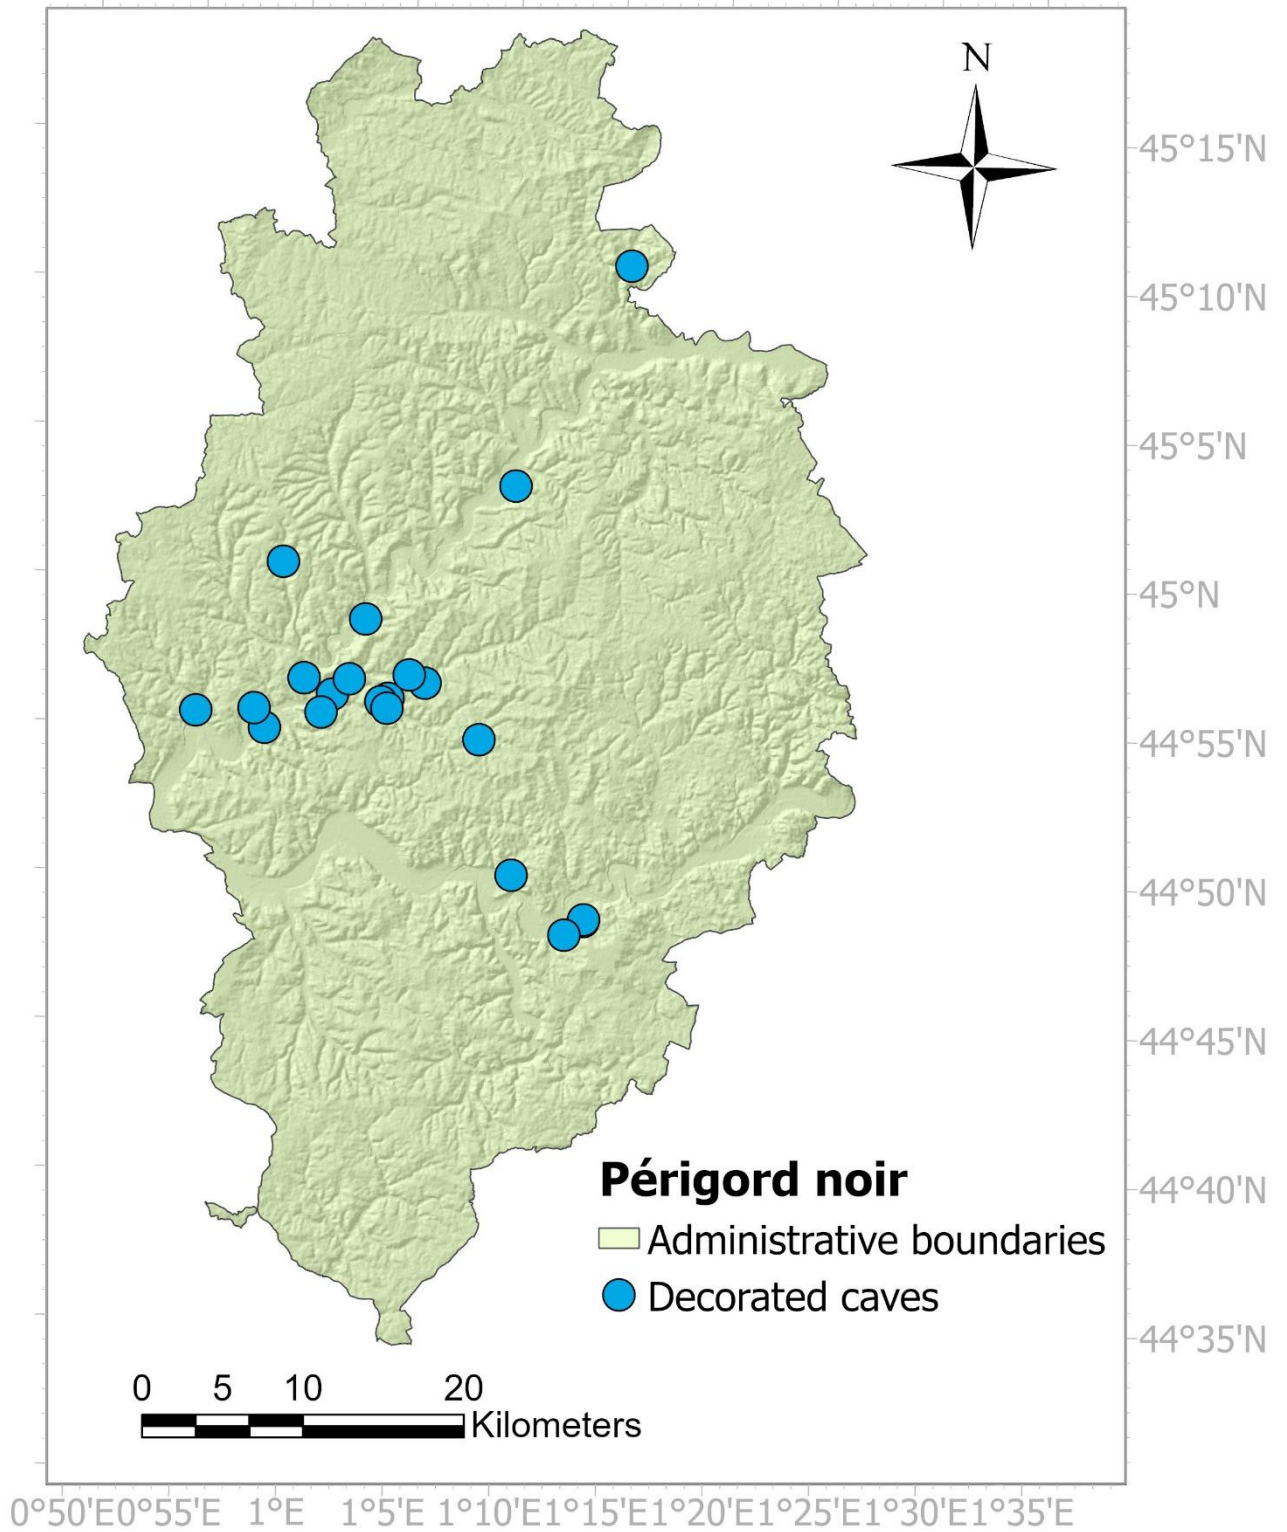 N
45°15'N
45°10'N
45°5'N
45°N
44°55'N
44°50'N
44°45'N
44°40'N
44°35'N
Périgord noir
Administrative boundaries
Decorated caves
0 5 10 20
Kilometers
0°50'E0°55'E 1°E 1°5'E 1°10'E1°15'E1°20'E1°25'E1°30'E1°35'E